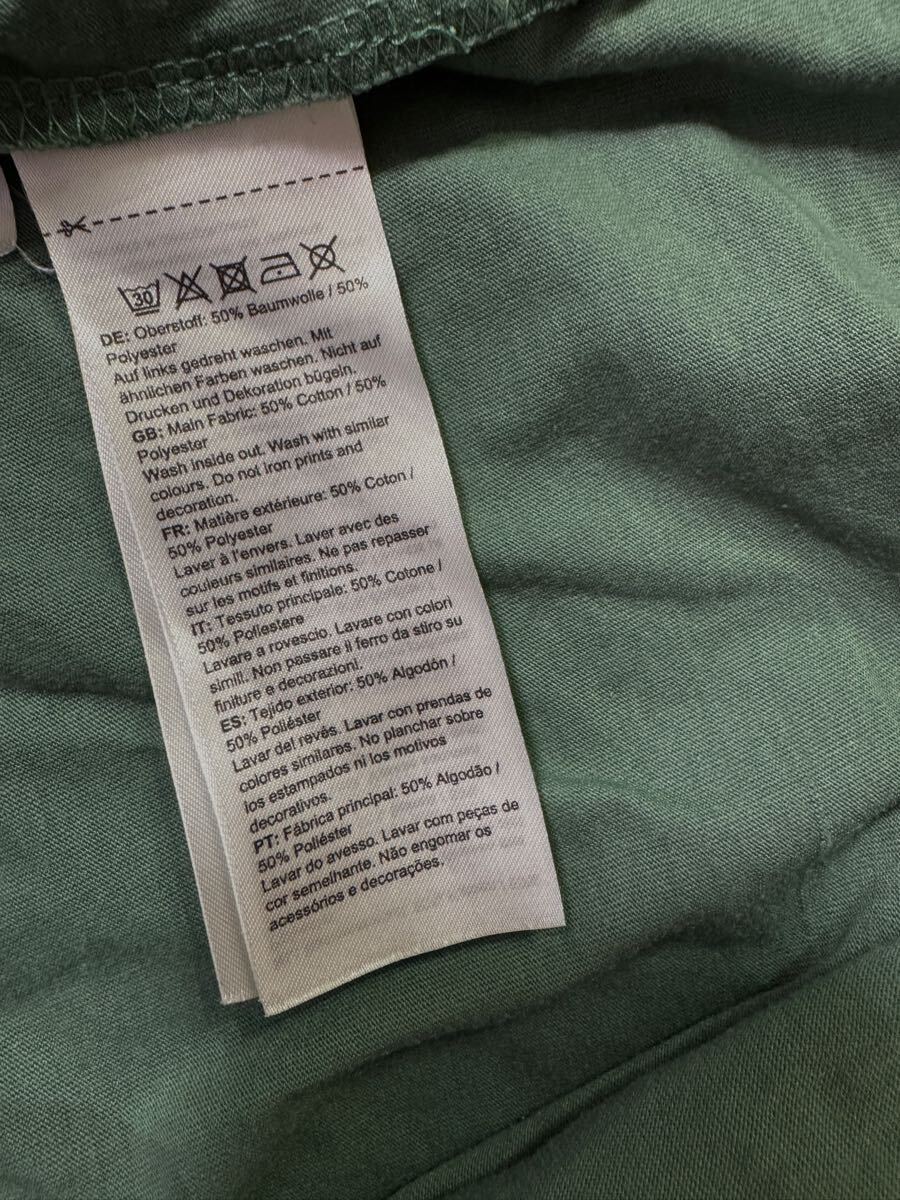 30
DE: Oberstoff: 50% Baumwolle / 50%
Polyester
Auf links gedreht waschen. Mit
ähnlichen Farben waschen. Nicht auf
Drucken und Dekoration bügeln.
GB: Main Fabric: 50% Cotton / 50%
Polyester
Wash inside out. Wash with similar
colours. Do not iron prints and
decoration.
FR: Matière extérieure: 50% Coton /
50% Polyester
Laver à l'envers. Laver avec des
couleurs similaires. Ne pas repasser
sur les motifs et finitions.
IT: Tessuto principale: 50% Cotone /
50% Poliestere
Lavare a rovescio. Lavare con colori
simili. Non passare il ferro da stiro su
finiture e decorazioni.
ES: Tejido exterior: 50% Algodón /
50% Poliéster
Lavar del revés. Lavar con prendas de
colores similares. No planchar sobre
los estampados ni los motivos
decorativos.
PT: Fábrica principal: 50% Algodão /
50% Poliéster
Lavar do avesso. Lavar com peças de
cor semelhante. Não engomar os
acessórios e decorações.